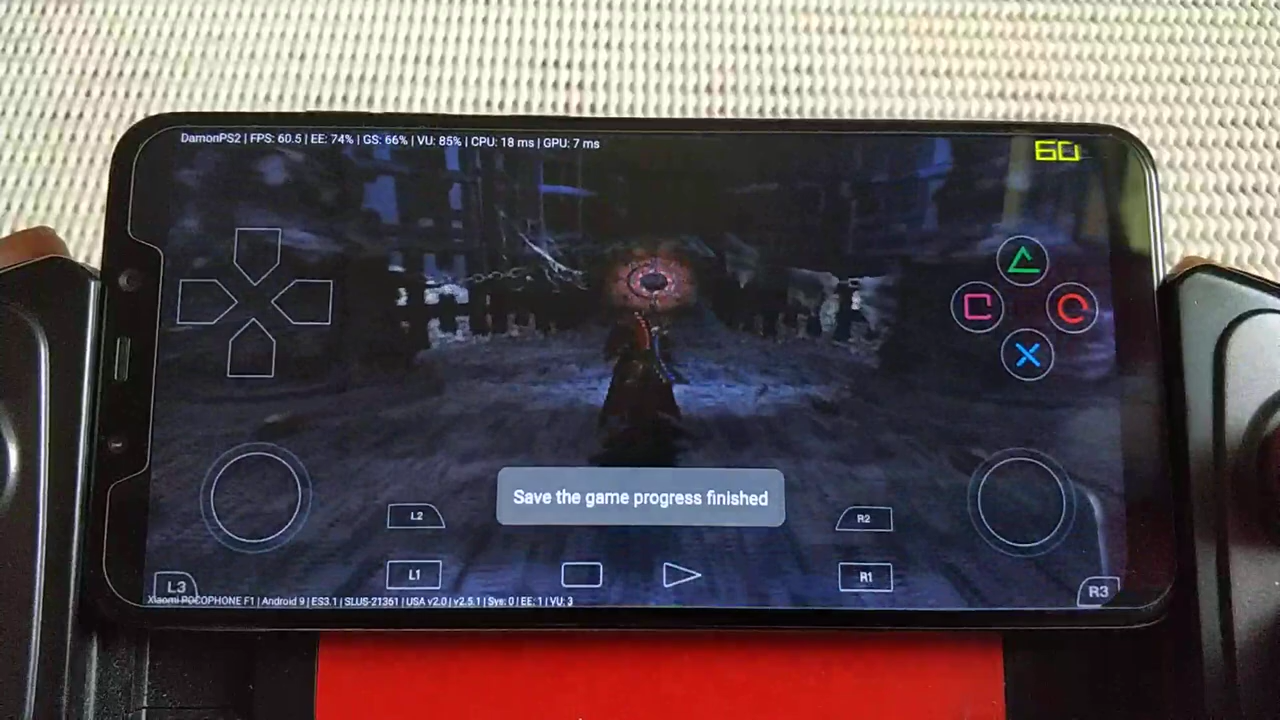 DamonPS2 | FPS: 60.5 | EE: 74% | GS: 66% | VU: 85% | CPU: 18 ms | GPU: 7 ms
60
Save the game progress finished
L2
R2
L1
R1
L3
R3
Xiaomi POCOPHONE F1 | Android 9 | ES3.1 | SLUS-21361 | USA v2.0 | v2.5.1 | Sys: 0 | EE: 1 | VU: 3